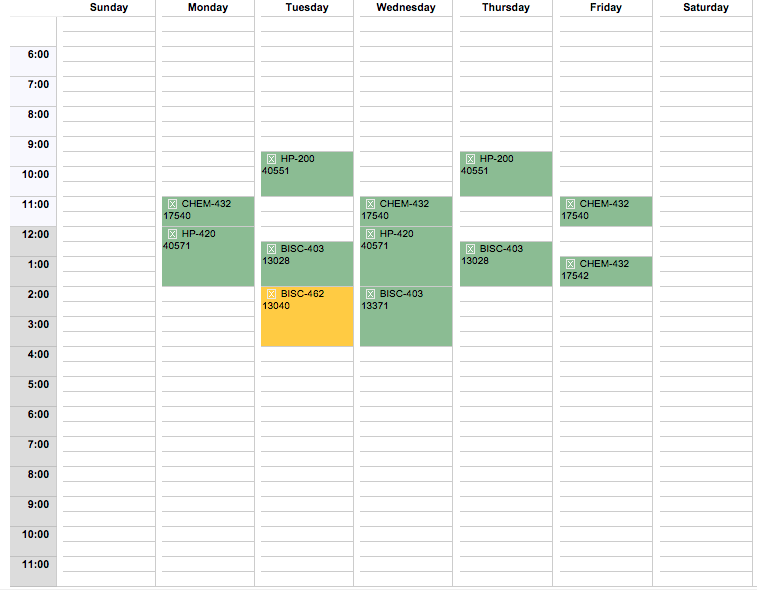 Sunday Monday Tuesday Wednesday Thursday Friday Saturday
6:00
7:00
8:00
9:00
HP-200 HP-200
40551 40551
10:00
11:00 CHEM-432 CHEM-432 CHEM-432
17540 17540 17540
12:00 HP-420 HP-420
40571 40571
BISC-403 BISC-403
13028 13028
1:00 CHEM-432
17542
2:00 BISC-462 BISC-403
13040 13371
3:00
4:00
5:00
6:00
7:00
8:00
9:00
10:00
11:00